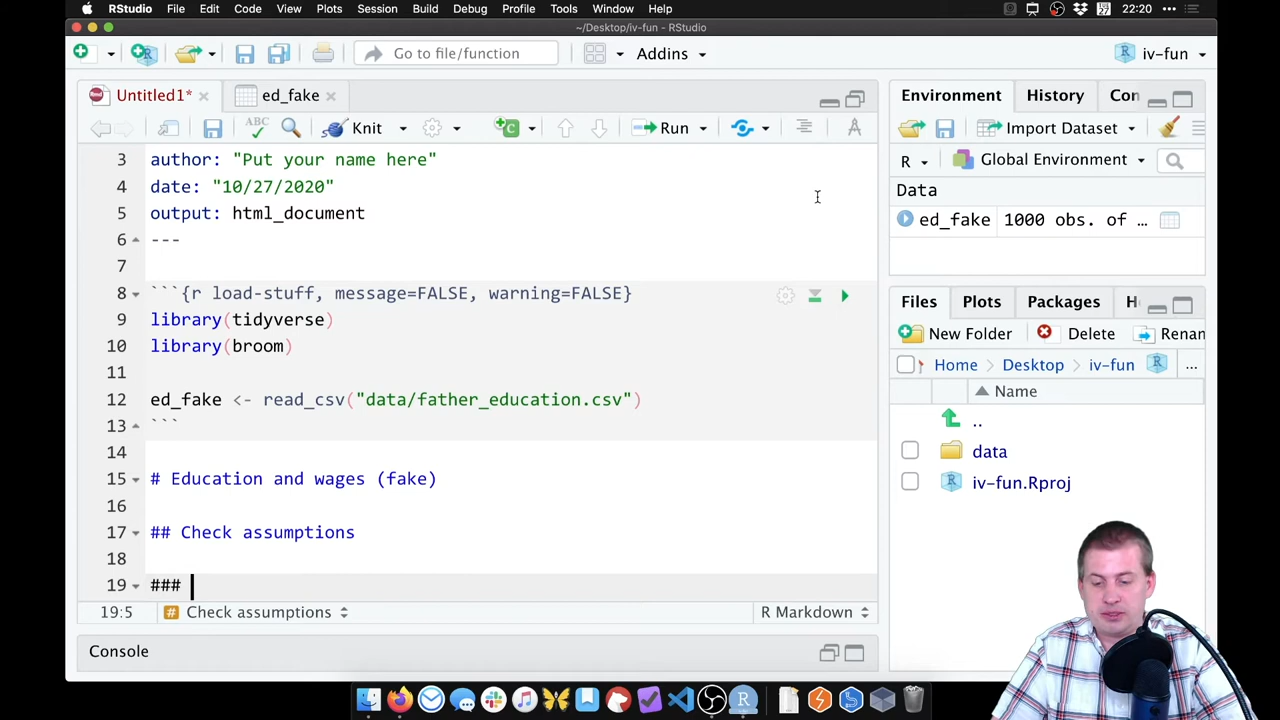 RStudio File Edit Code View Plots Session Build Debug Profile Tools Window Help 22:20
~/Desktop/iv-fun - RStudio
Go to file/function Addins iv-fun
Untitled1* ed_fake
ABC Knit Run
Environment History Con
Import Dataset
R Global Environment
Data
ed_fake 1000 obs. of …
3 author: "Put your name here"
4 date: "10/27/2020"
5 output: html_document
6 ---
7
8 ```{r load-stuff, message=FALSE, warning=FALSE}
9 library(tidyverse)
10 library(broom)
11
12 ed_fake <- read_csv("data/father_education.csv")
13 ```
14
15 # Education and wages (fake)
16
17 ## Check assumptions
18
19 ###
19:5 # Check assumptions R Markdown
Console
Files Plots Packages H
New Folder Delete Renam
Home Desktop iv-fun ...
Name
..
data
iv-fun.Rproj